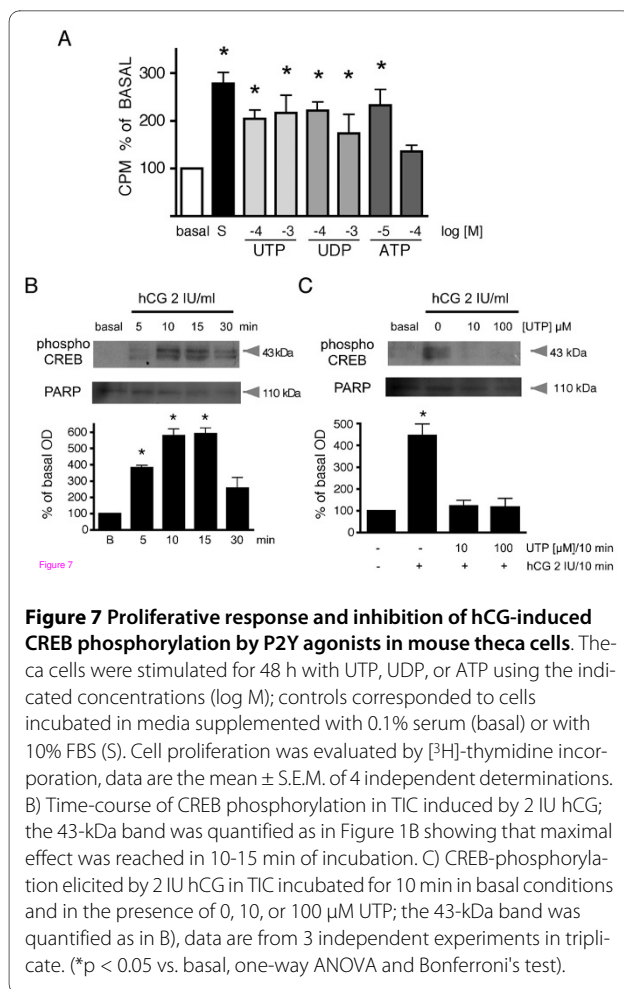 A
CPM % of BASAL
300
200
100
* * * * * *
basal S -4 -3 -4 -3 -5 -4 log [M]
UTP UDP ATP
B
hCG 2 IU/ml
basal 5 10 15 30 min
phospho CREB
43kDa
PARP
110 kDa
% of basal OD
600
500
400
300
200
100
0
* * *
B 5 10 15 30 min
Figure 7
C
hCG 2 IU/ml
basal 0 10 100 [UTP] µM
phospho CREB
43 kDa
PARP
110 kDa
% of basal OD
500
400
300
200
100
0
*
- - 10 100 UTP [µM]/10 min
- + + + hCG 2 IU/10 min
Figure 7 Proliferative response and inhibition of hCG-induced
CREB phosphorylation by P2Y agonists in mouse theca cells. The-
ca cells were stimulated for 48 h with UTP, UDP, or ATP using the indi-
cated concentrations (log M); controls corresponded to cells
incubated in media supplemented with 0.1% serum (basal) or with
10% FBS (S). Cell proliferation was evaluated by [³H]-thymidine incor-
poration, data are the mean ± S.E.M. of 4 independent determinations.
B) Time-course of CREB phosphorylation in TIC induced by 2 IU hCG;
the 43-kDa band was quantified as in Figure 1B showing that maximal
effect was reached in 10-15 min of incubation. C) CREB-phosphoryla-
tion elicited by 2 IU hCG in TIC incubated for 10 min in basal conditions
and in the presence of 0, 10, or 100 µM UTP; the 43-kDa band was
quantified as in B), data are from 3 independent experiments in tripli-
cate. (*p < 0.05 vs. basal, one-way ANOVA and Bonferroni's test).